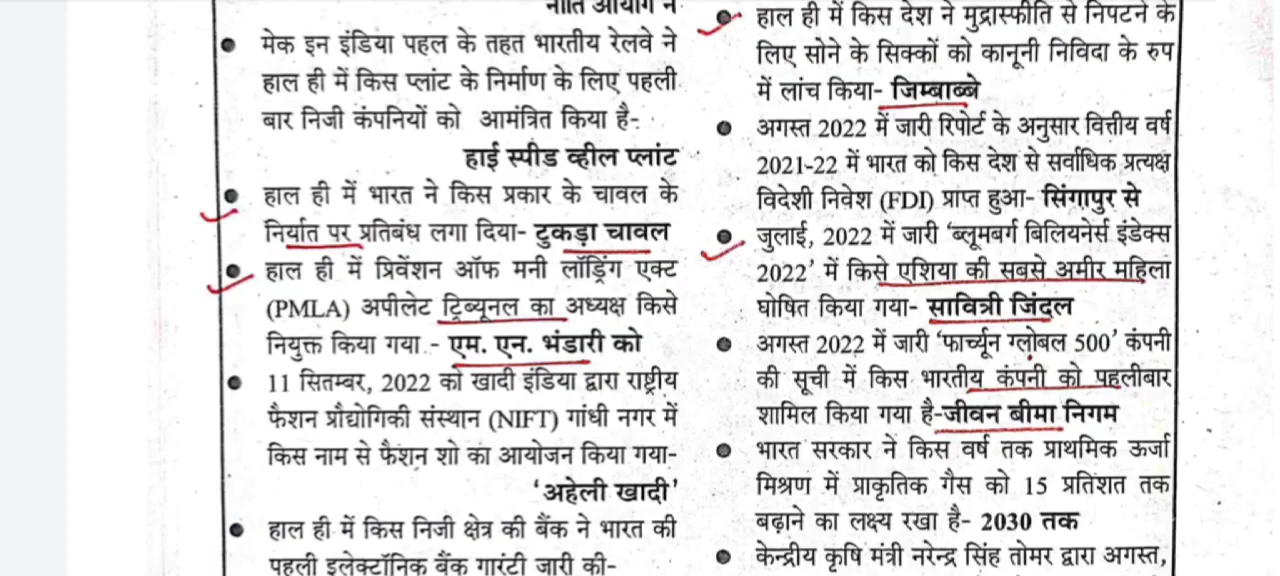 नीति आयोग ने
मेक इन इंडिया पहल के तहत भारतीय रेलवे ने
हाल ही में किस प्लांट के निर्माण के लिए पहली
बार निजी कंपनियों को आमंत्रित किया है-
हाई स्पीड व्हील प्लांट
हाल ही में भारत ने किस प्रकार के चावल के
निर्यात पर प्रतिबंध लगा दिया- टुकड़ा चावल
हाल ही में प्रिवेंशन ऑफ मनी लॉड्रिंग एक्ट
(PMLA) अपीलेट ट्रिब्यूनल का अध्यक्ष किसे
नियुक्त किया गया - एम. एन. भंडारी को
11 सितम्बर, 2022 को खादी इंडिया द्वारा राष्ट्रीय
फैशन प्रौद्योगिकी संस्थान (NIFT) गांधी नगर में
किस नाम से फैशन शो का आयोजन किया गया-
‘अहेली खादी’
हाल ही में किस निजी क्षेत्र की बैंक ने भारत की
पहली इलेक्टॉनिक बैंक गारंटी जारी की-
हाल ही में किस देश ने मुद्रास्फीति से निपटने के
लिए सोने के सिक्कों को कानूनी निविदा के रुप
में लांच किया- जिम्बाब्बे
अगस्त 2022 में जारी रिपोर्ट के अनुसार वित्तीय वर्ष
2021-22 में भारत को किस देश से सर्वाधिक प्रत्यक्ष
विदेशी निवेश (FDI) प्राप्त हुआ- सिंगापुर से
जुलाई, 2022 में जारी ‘ब्लूमबर्ग बिलियनेर्स इंडेक्स
2022’ में किसे एशिया की सबसे अमीर महिला
घोषित किया गया- सावित्री जिंदल
अगस्त 2022 में जारी ‘फार्च्यून ग्लोबल 500’ कंपनी
की सूची में किस भारतीय कंपनी को पहलीबार
शामिल किया गया है-जीवन बीमा निगम
भारत सरकार ने किस वर्ष तक प्राथमिक ऊर्जा
मिश्रण में प्राकृतिक गैस को 15 प्रतिशत तक
बढ़ाने का लक्ष्य रखा है- 2030 तक
केन्द्रीय कृषि मंत्री नरेन्द्र सिंह तोमर द्वारा अगस्त,